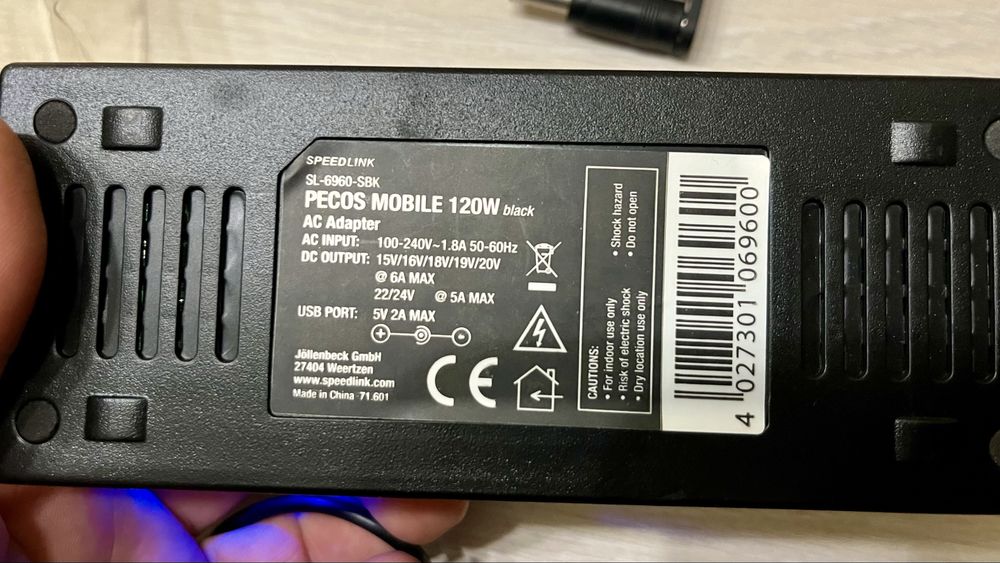 SPEEDLINK
SL-6960-SBK
PECOS MOBILE 120W black
AC Adapter
AC INPUT: 100-240V~1.8A 50-60Hz
DC OUTPUT: 15V/16V/18V/19V/20V
@ 6A MAX
22/24V @ 5A MAX
USB PORT: 5V 2A MAX
Jöllenbeck GmbH
27404 Weertzen
www.speedlink.com
Made in China 71.601
CE
CAUTIONS:
• For indoor use only
• Risk of electric shock
• Dry location use only
• Shock hazard
• Do not open
4 027301 069600